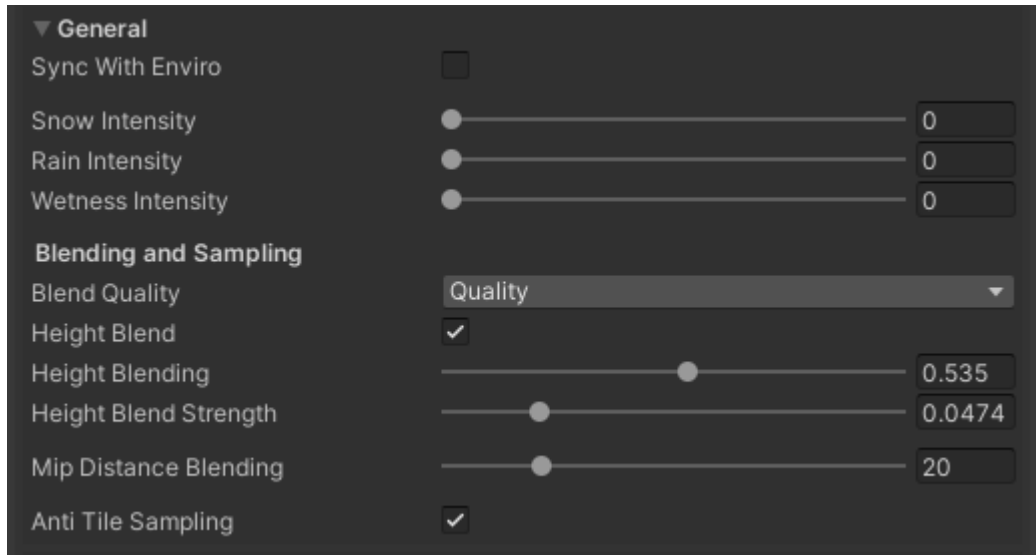 General
Sync With Enviro
Snow Intensity 0
Rain Intensity 0
Wetness Intensity 0
Blending and Sampling
Blend Quality Quality
Height Blend
Height Blending 0.535
Height Blend Strength 0.0474
Mip Distance Blending 20
Anti Tile Sampling